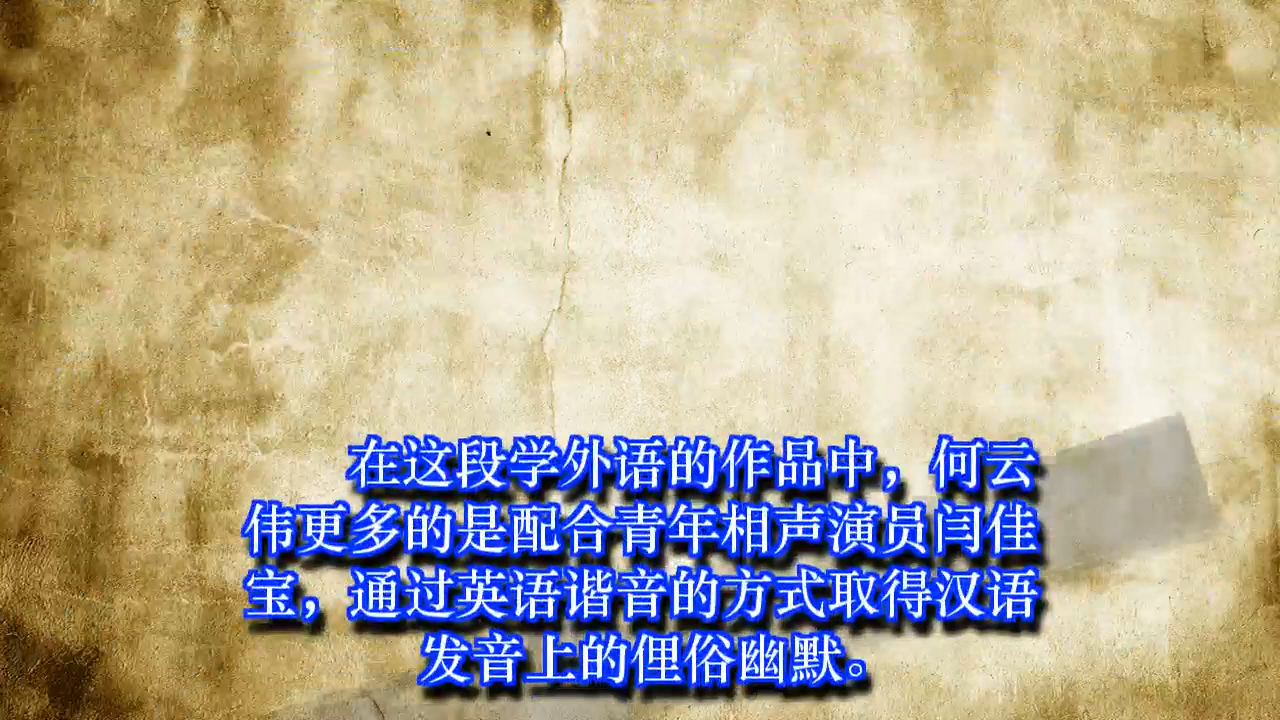 在这段学外语的作品中，何云
伟更多的是配合青年相声演员闫佳
宝，通过英语谐音的方式取得汉语
发音上的俚俗幽默。